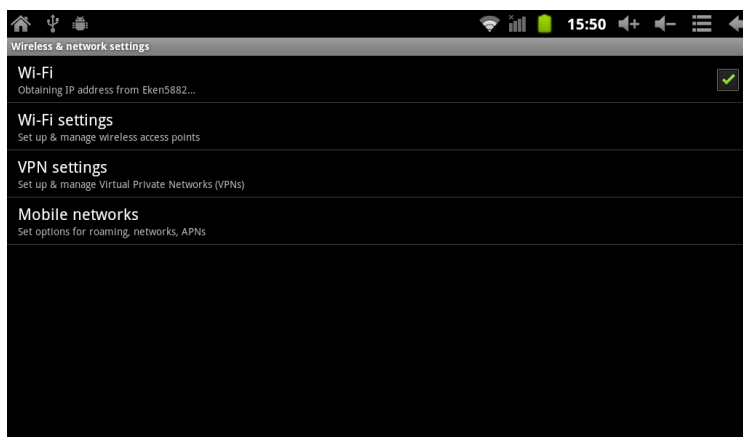 15:50
Wireless & network settings
Wi-Fi
Obtaining IP address from Eken5882...
Wi-Fi settings
Set up & manage wireless access points
VPN settings
Set up & manage Virtual Private Networks (VPNs)
Mobile networks
Set options for roaming, networks, APNs